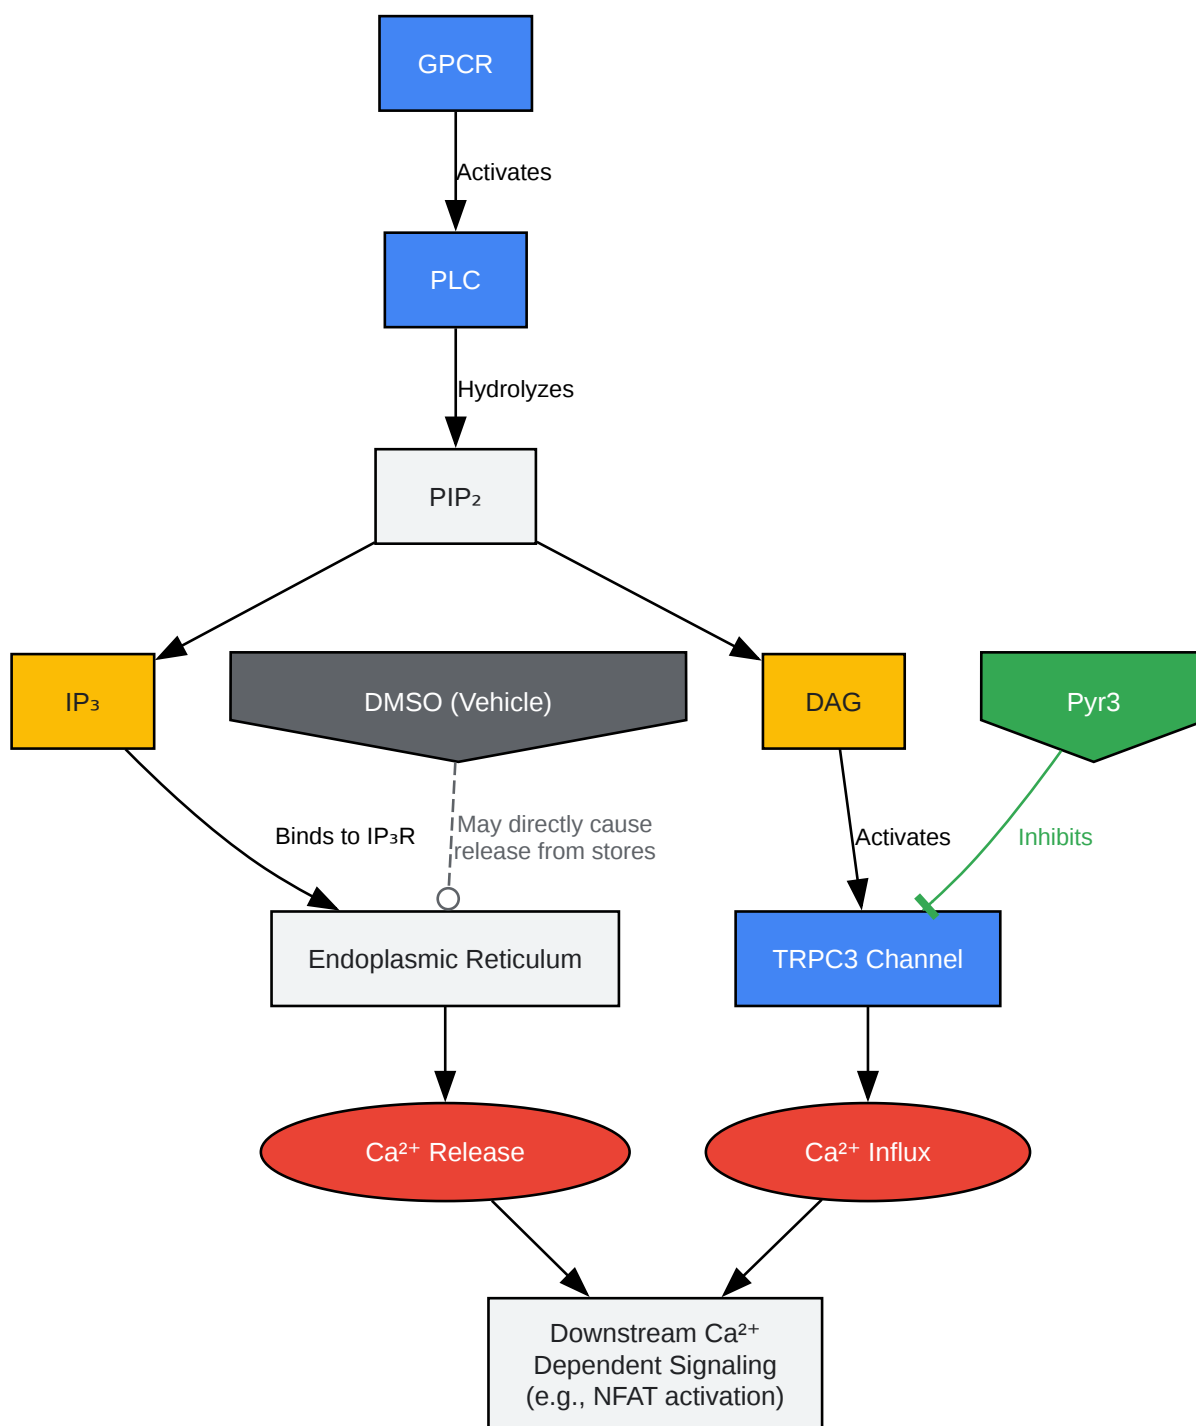 GPCR
Activates
PLC
Hydrolyzes
PIP₂
IP₃
DMSO (Vehicle)
DAG
Pyr3
Binds to IP₃R
May directly cause
release from stores
Activates
Inhibits
Endoplasmic Reticulum
TRPC3 Channel
Ca²⁺ Release
Ca²⁺ Influx
Downstream Ca²⁺
Dependent Signaling
(e.g., NFAT activation)